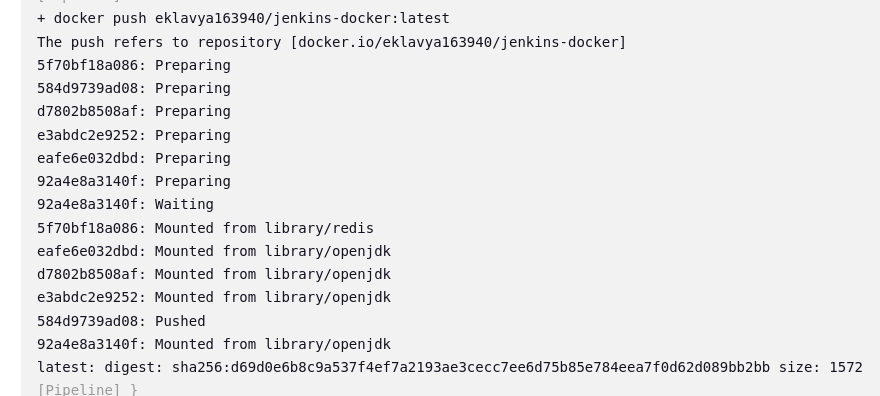 + docker push eklavya163940/jenkins-docker:latest
The push refers to repository [docker.io/eklavya163940/jenkins-docker]
5f70bf18a086: Preparing
584d9739ad08: Preparing
d7802b8508af: Preparing
e3abdc2e9252: Preparing
eafe6e032dbd: Preparing
92a4e8a3140f: Preparing
92a4e8a3140f: Waiting
5f70bf18a086: Mounted from library/redis
eafe6e032dbd: Mounted from library/openjdk
d7802b8508af: Mounted from library/openjdk
e3abdc2e9252: Mounted from library/openjdk
584d9739ad08: Pushed
92a4e8a3140f: Mounted from library/openjdk
latest: digest: sha256:d69d0e6b8c9a537f4ef7a2193ae3cecc7ee6d75b85e784eea7f0d62d089bb2bb size: 1572
[Pipeline] }